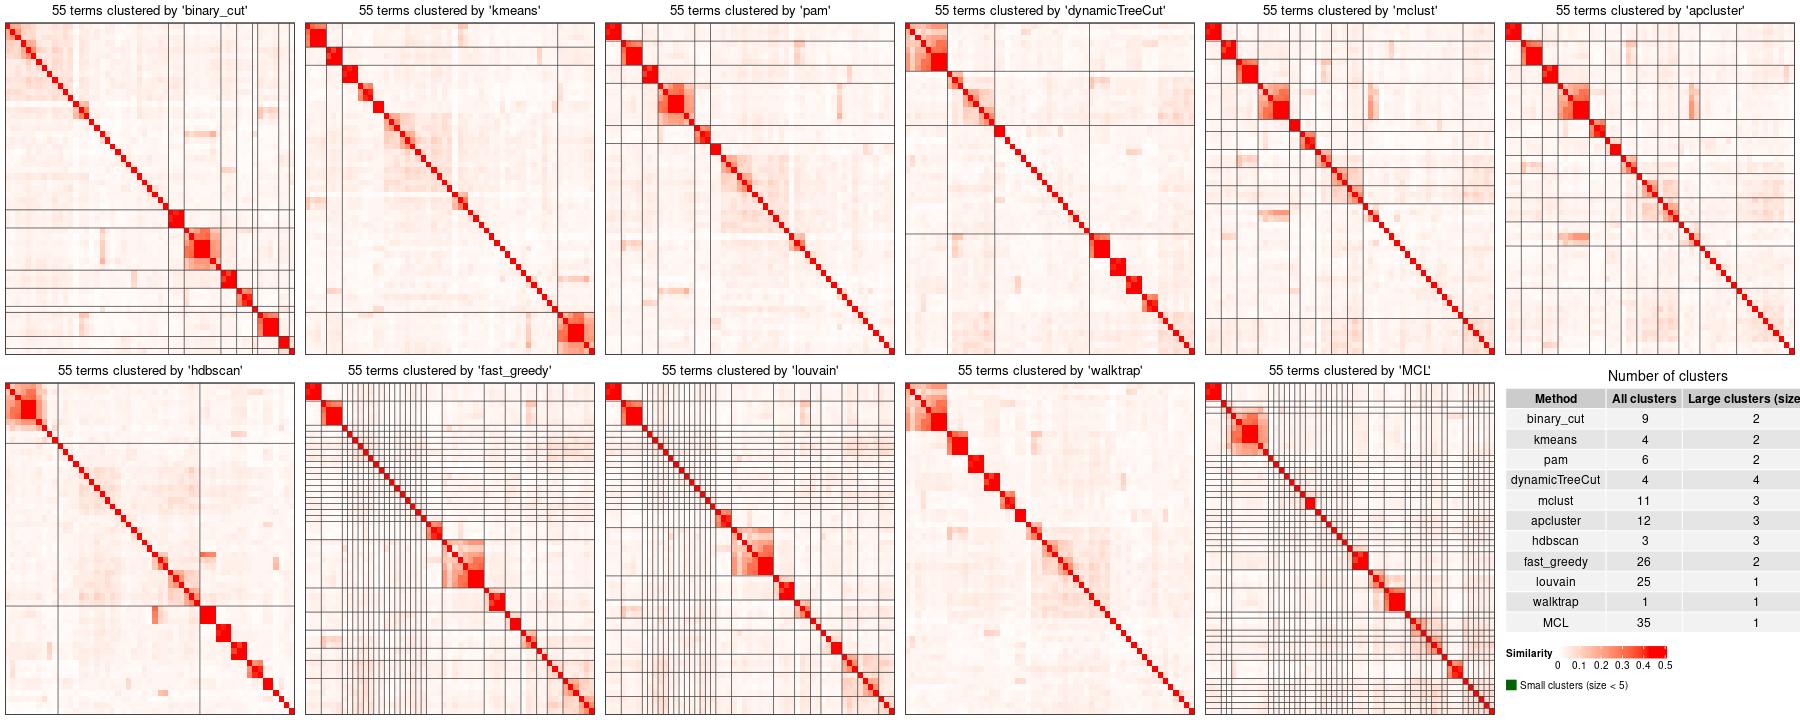 55 terms clustered by 'binary_cut'
55 terms clustered by 'kmeans'
55 terms clustered by 'pam'
55 terms clustered by 'dynamicTreeCut'
55 terms clustered by 'mclust'
55 terms clustered by 'apcluster'
55 terms clustered by 'hdbscan'
55 terms clustered by 'fast_greedy'
55 terms clustered by 'louvain'
55 terms clustered by 'walktrap'
55 terms clustered by 'MCL'
Number of clusters
Method All clusters Large clusters (size
binary_cut 9 2
kmeans 4 2
pam 6 2
dynamicTreeCut 4 4
mclust 11 3
apcluster 12 3
hdbscan 3 3
fast_greedy 26 2
louvain 25 1
walktrap 1 1
MCL 35 1
Similarity
0 0.1 0.2 0.3 0.4 0.5
Small clusters (size < 5)